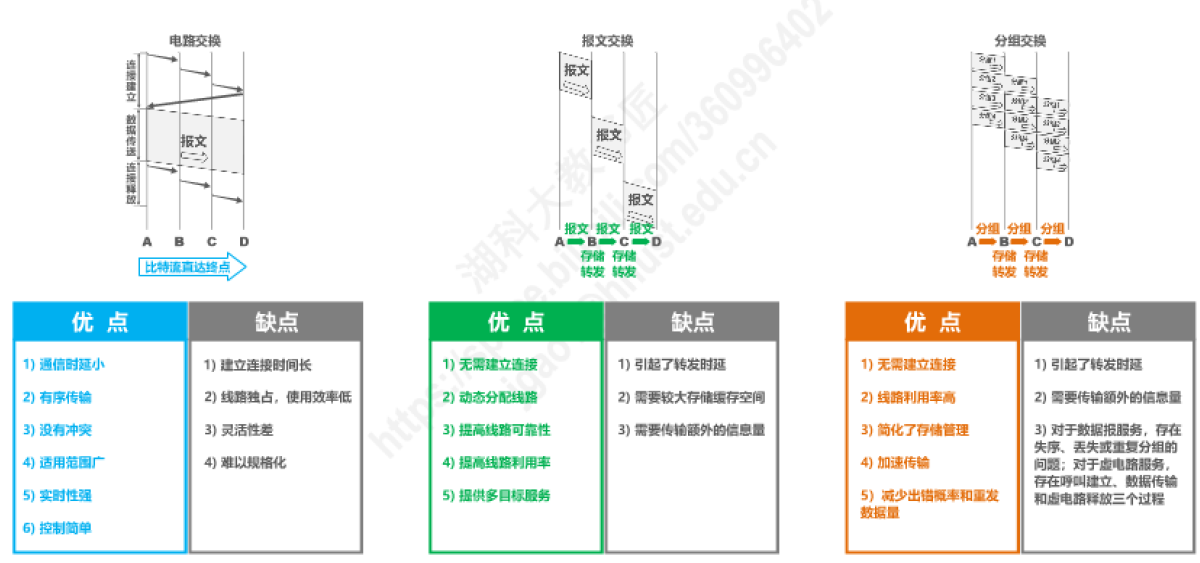 电路交换
连接建立
数据传送
连接释放
报文
A B C D
比特流直达终点
报文交换
报文
报文
报文
报文 报文 报文
A B C D
存储转发 存储转发
分组交换
分组 分组 分组
A B C D
存储转发 存储转发
优 点
1) 通信时延小
2) 有序传输
3) 没有冲突
4) 适用范围广
5) 实时性强
6) 控制简单
缺点
1) 建立连接时间长
2) 线路独占，使用效率低
3) 灵活性差
4) 难以规格化
优 点
1) 无需建立连接
2) 动态分配线路
3) 提高线路可靠性
4) 提高线路利用率
5) 提供多目标服务
缺点
1) 引起了转发时延
2) 需要较大存储缓存空间
3) 需要传输额外的信息量
优 点
1) 无需建立连接
2) 线路利用率高
3) 简化了存储管理
4) 加速传输
5) 减少出错概率和重发
数据量
缺点
1) 引起了转发时延
2) 需要传输额外的信息量
3) 对于数据报服务，存在
失序、丢失或重复分组的
问题；对于虚电路服务，
存在呼叫建立、数据传输
和虚电路释放三个过程